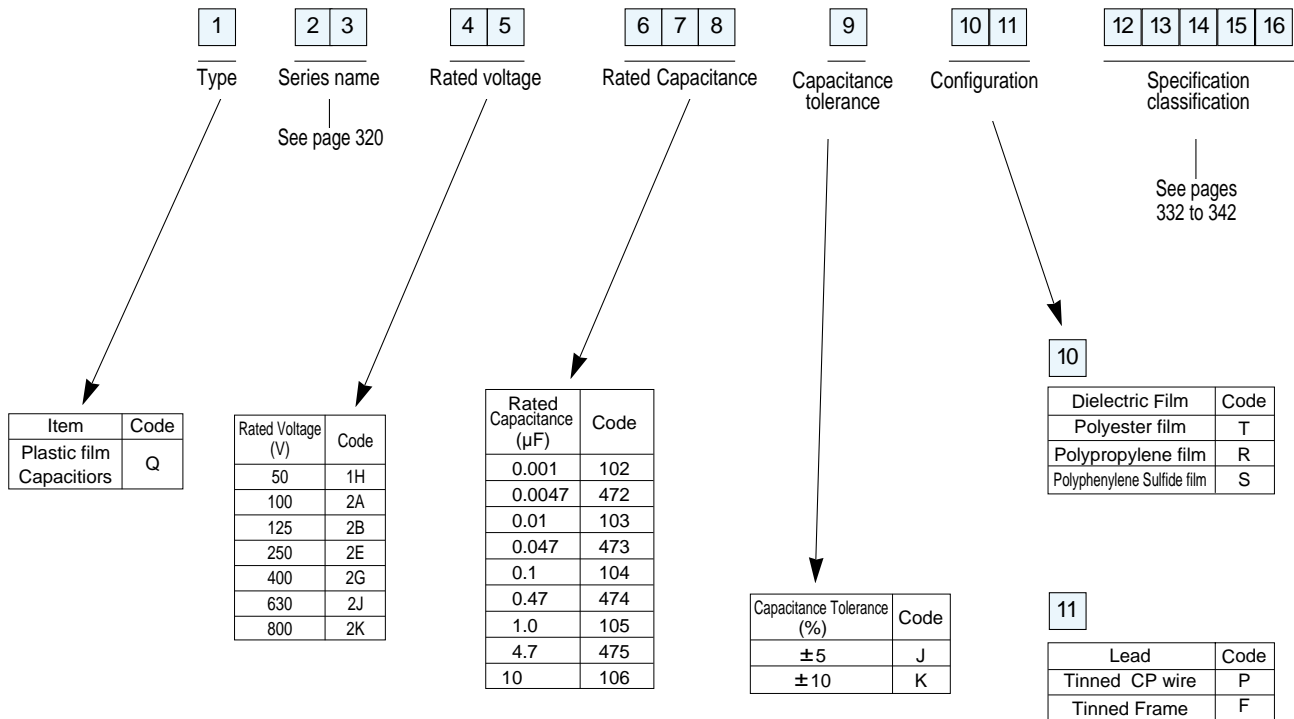 1 2 3 4 5 6 7 8 9 10 11 12 13 14 15 16
Type
Series name
Rated voltage
Rated Capacitance
Capacitance
tolerance
Configuration
Specification
classification
See page 320
See pages
332 to 342
Item Code
Plastic film
Capacitiors Q
Rated Voltage
(V) Code
50 1H
100 2A
125 2B
250 2E
400 2G
630 2J
800 2K
Rated
Capacitance
(µF) Code
0.001 102
0.0047 472
0.01 103
0.047 473
0.1 104
0.47 474
1.0 105
4.7 475
10 106
Capacitance Tolerance
(%) Code
±5 J
±10 K
10
Dielectric Film Code
Polyester film T
Polypropylene film R
Polyphenylene Sulfide film S
11
Lead Code
Tinned CP wire P
Tinned Frame F